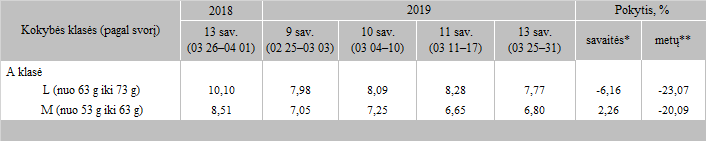 Kokybės klasės (pagal svorį) 2018 2019 Pokytis, %
13 sav. (03 26–04 01) 9 sav. (02 25–03 03) 10 sav. (03 04–10) 11 sav. (03 11–17) 13 sav. (03 25–31) savaitės* metų**
A klasė
L (nuo 63 g iki 73 g) 10,10 7,98 8,09 8,28 7,77 -6,16 -23,07
M (nuo 53 g iki 63 g) 8,51 7,05 7,25 6,65 6,80 2,26 -20,09